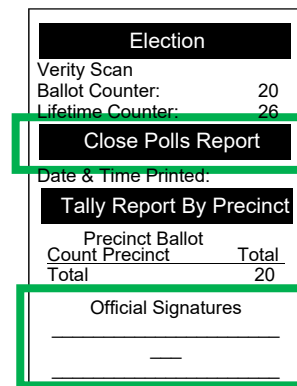 Election
Verity Scan
Ballot Counter: 20
Lifetime Counter: 26
Close Polls Report
Date & Time Printed:
Tally Report By Precinct
Precinct Ballot
Count Precinct Total
Total 20
Official Signatures